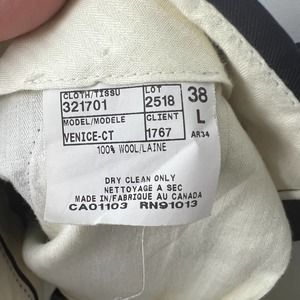 CLOTH/TISSU LOT 38
321701 2518 L
MODEL/MODELE CLIENT
VENICE-CT 1767 AR34
100% WOOL/LAINE
DRY CLEAN ONLY
NETTOYAGE A SEC
MADE IN/FABRIQUE AU CANADA
CA01103 RN91013